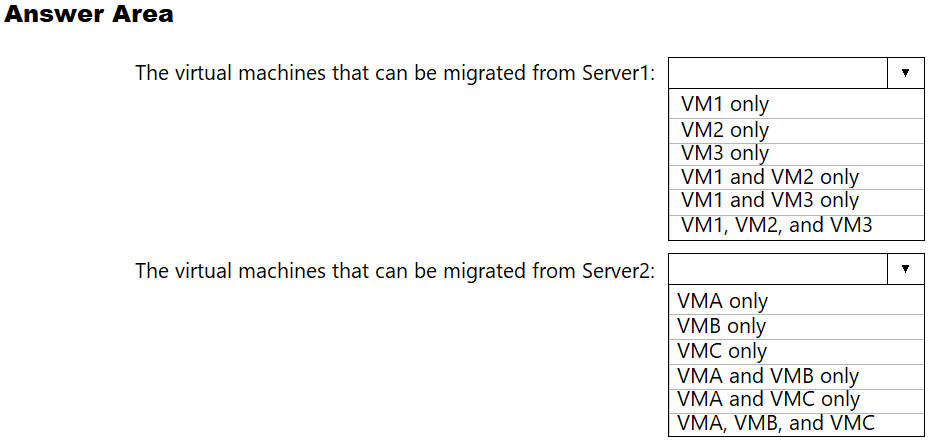 Answer Area
The virtual machines that can be migrated from Server1:
VM1 only
VM2 only
VM3 only
VM1 and VM2 only
VM1 and VM3 only
VM1, VM2, and VM3
The virtual machines that can be migrated from Server2:
VMA only
VMB only
VMC only
VMA and VMB only
VMA and VMC only
VMA, VMB, and VMC